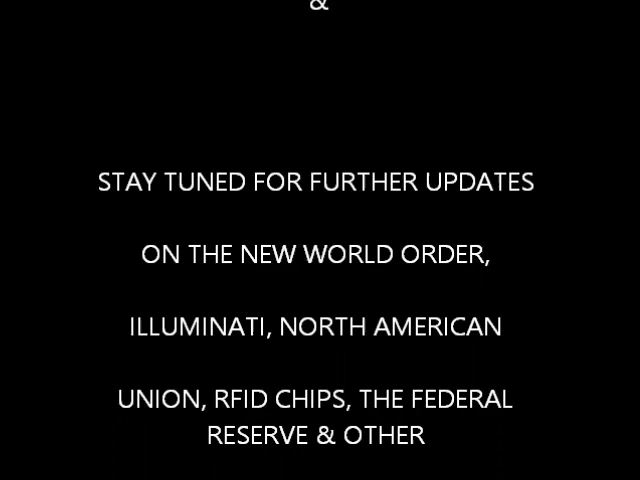 &
STAY TUNED FOR FURTHER UPDATES
ON THE NEW WORLD ORDER,
ILLUMINATI, NORTH AMERICAN
UNION, RFID CHIPS, THE FEDERAL
RESERVE & OTHER